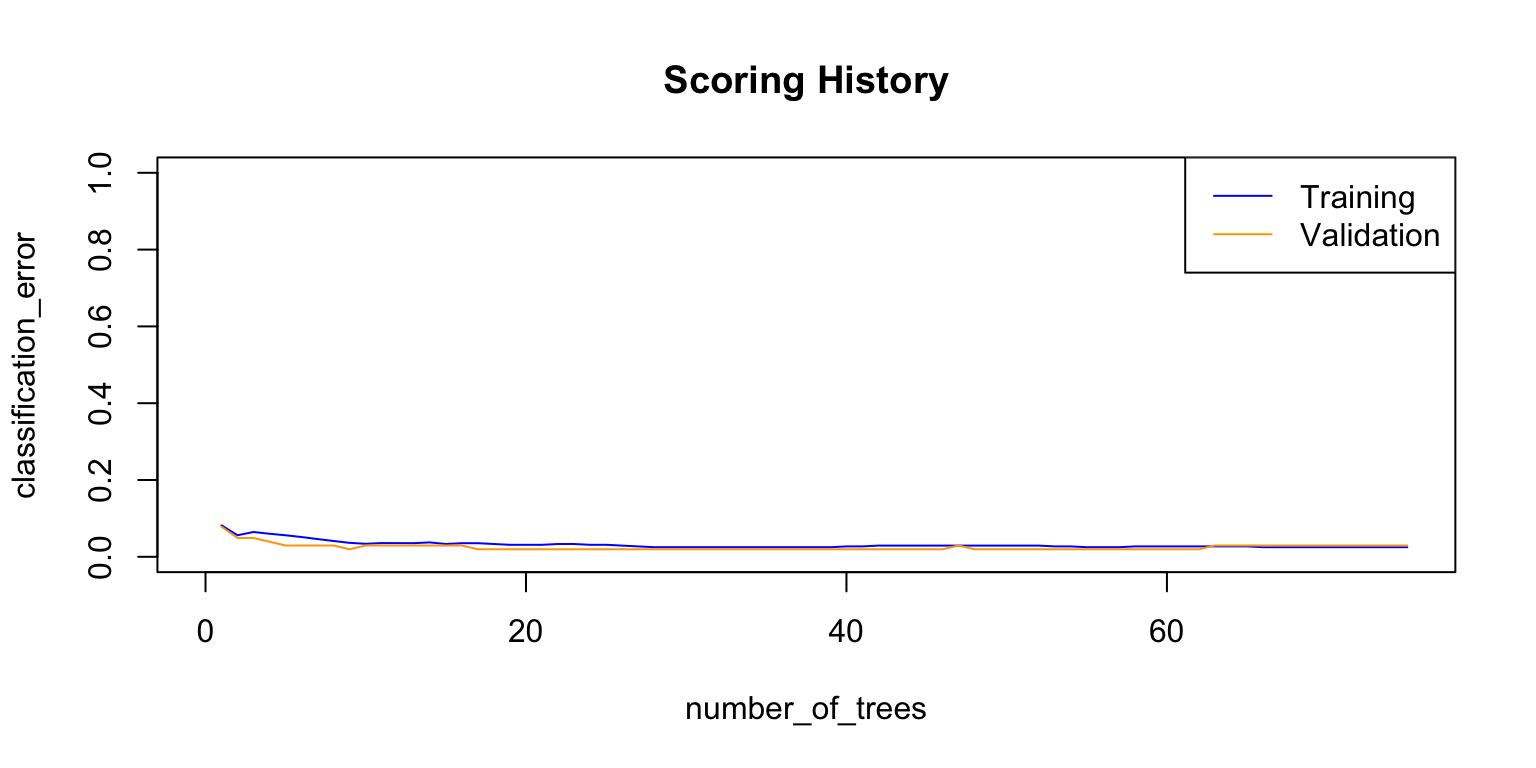 Scoring History
Training
Validation
classification_error
1.0
0.8
0.6
0.4
0.2
0.0
0 20 40 60
number_of_trees